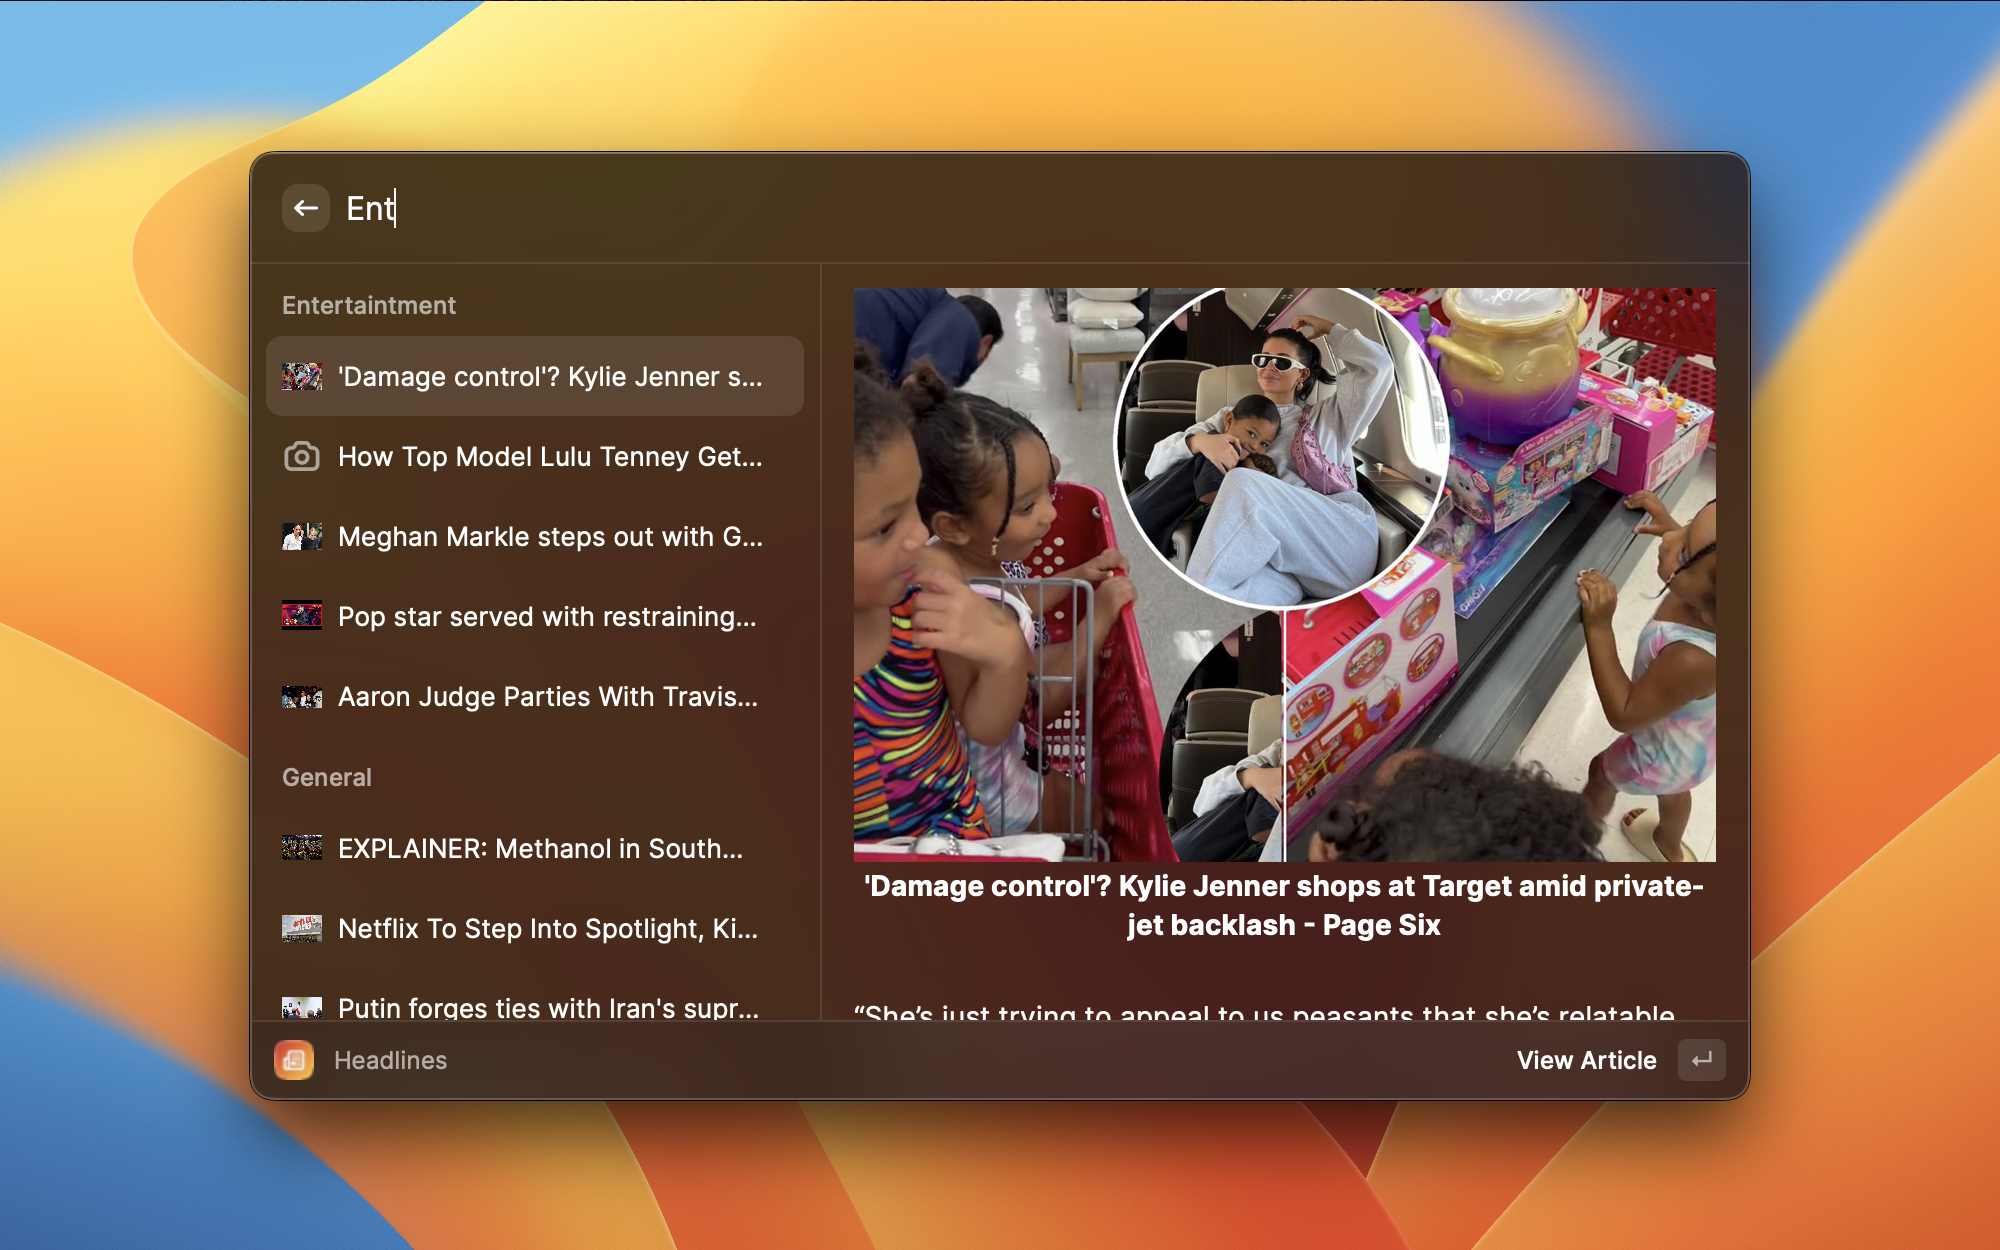 Ent
Entertaintment
'Damage control'? Kylie Jenner s...
How Top Model Lulu Tenney Get...
Meghan Markle steps out with G...
Pop star served with restraining...
Aaron Judge Parties With Travis...
General
EXPLAINER: Methanol in South...
Netflix To Step Into Spotlight, Ki...
Putin forges ties with Iran's supr...
'Damage control'? Kylie Jenner shops at Target amid private-
jet backlash - Page Six
“She’s just trying to appeal to us peasants that she’s relatable
Headlines
View Article